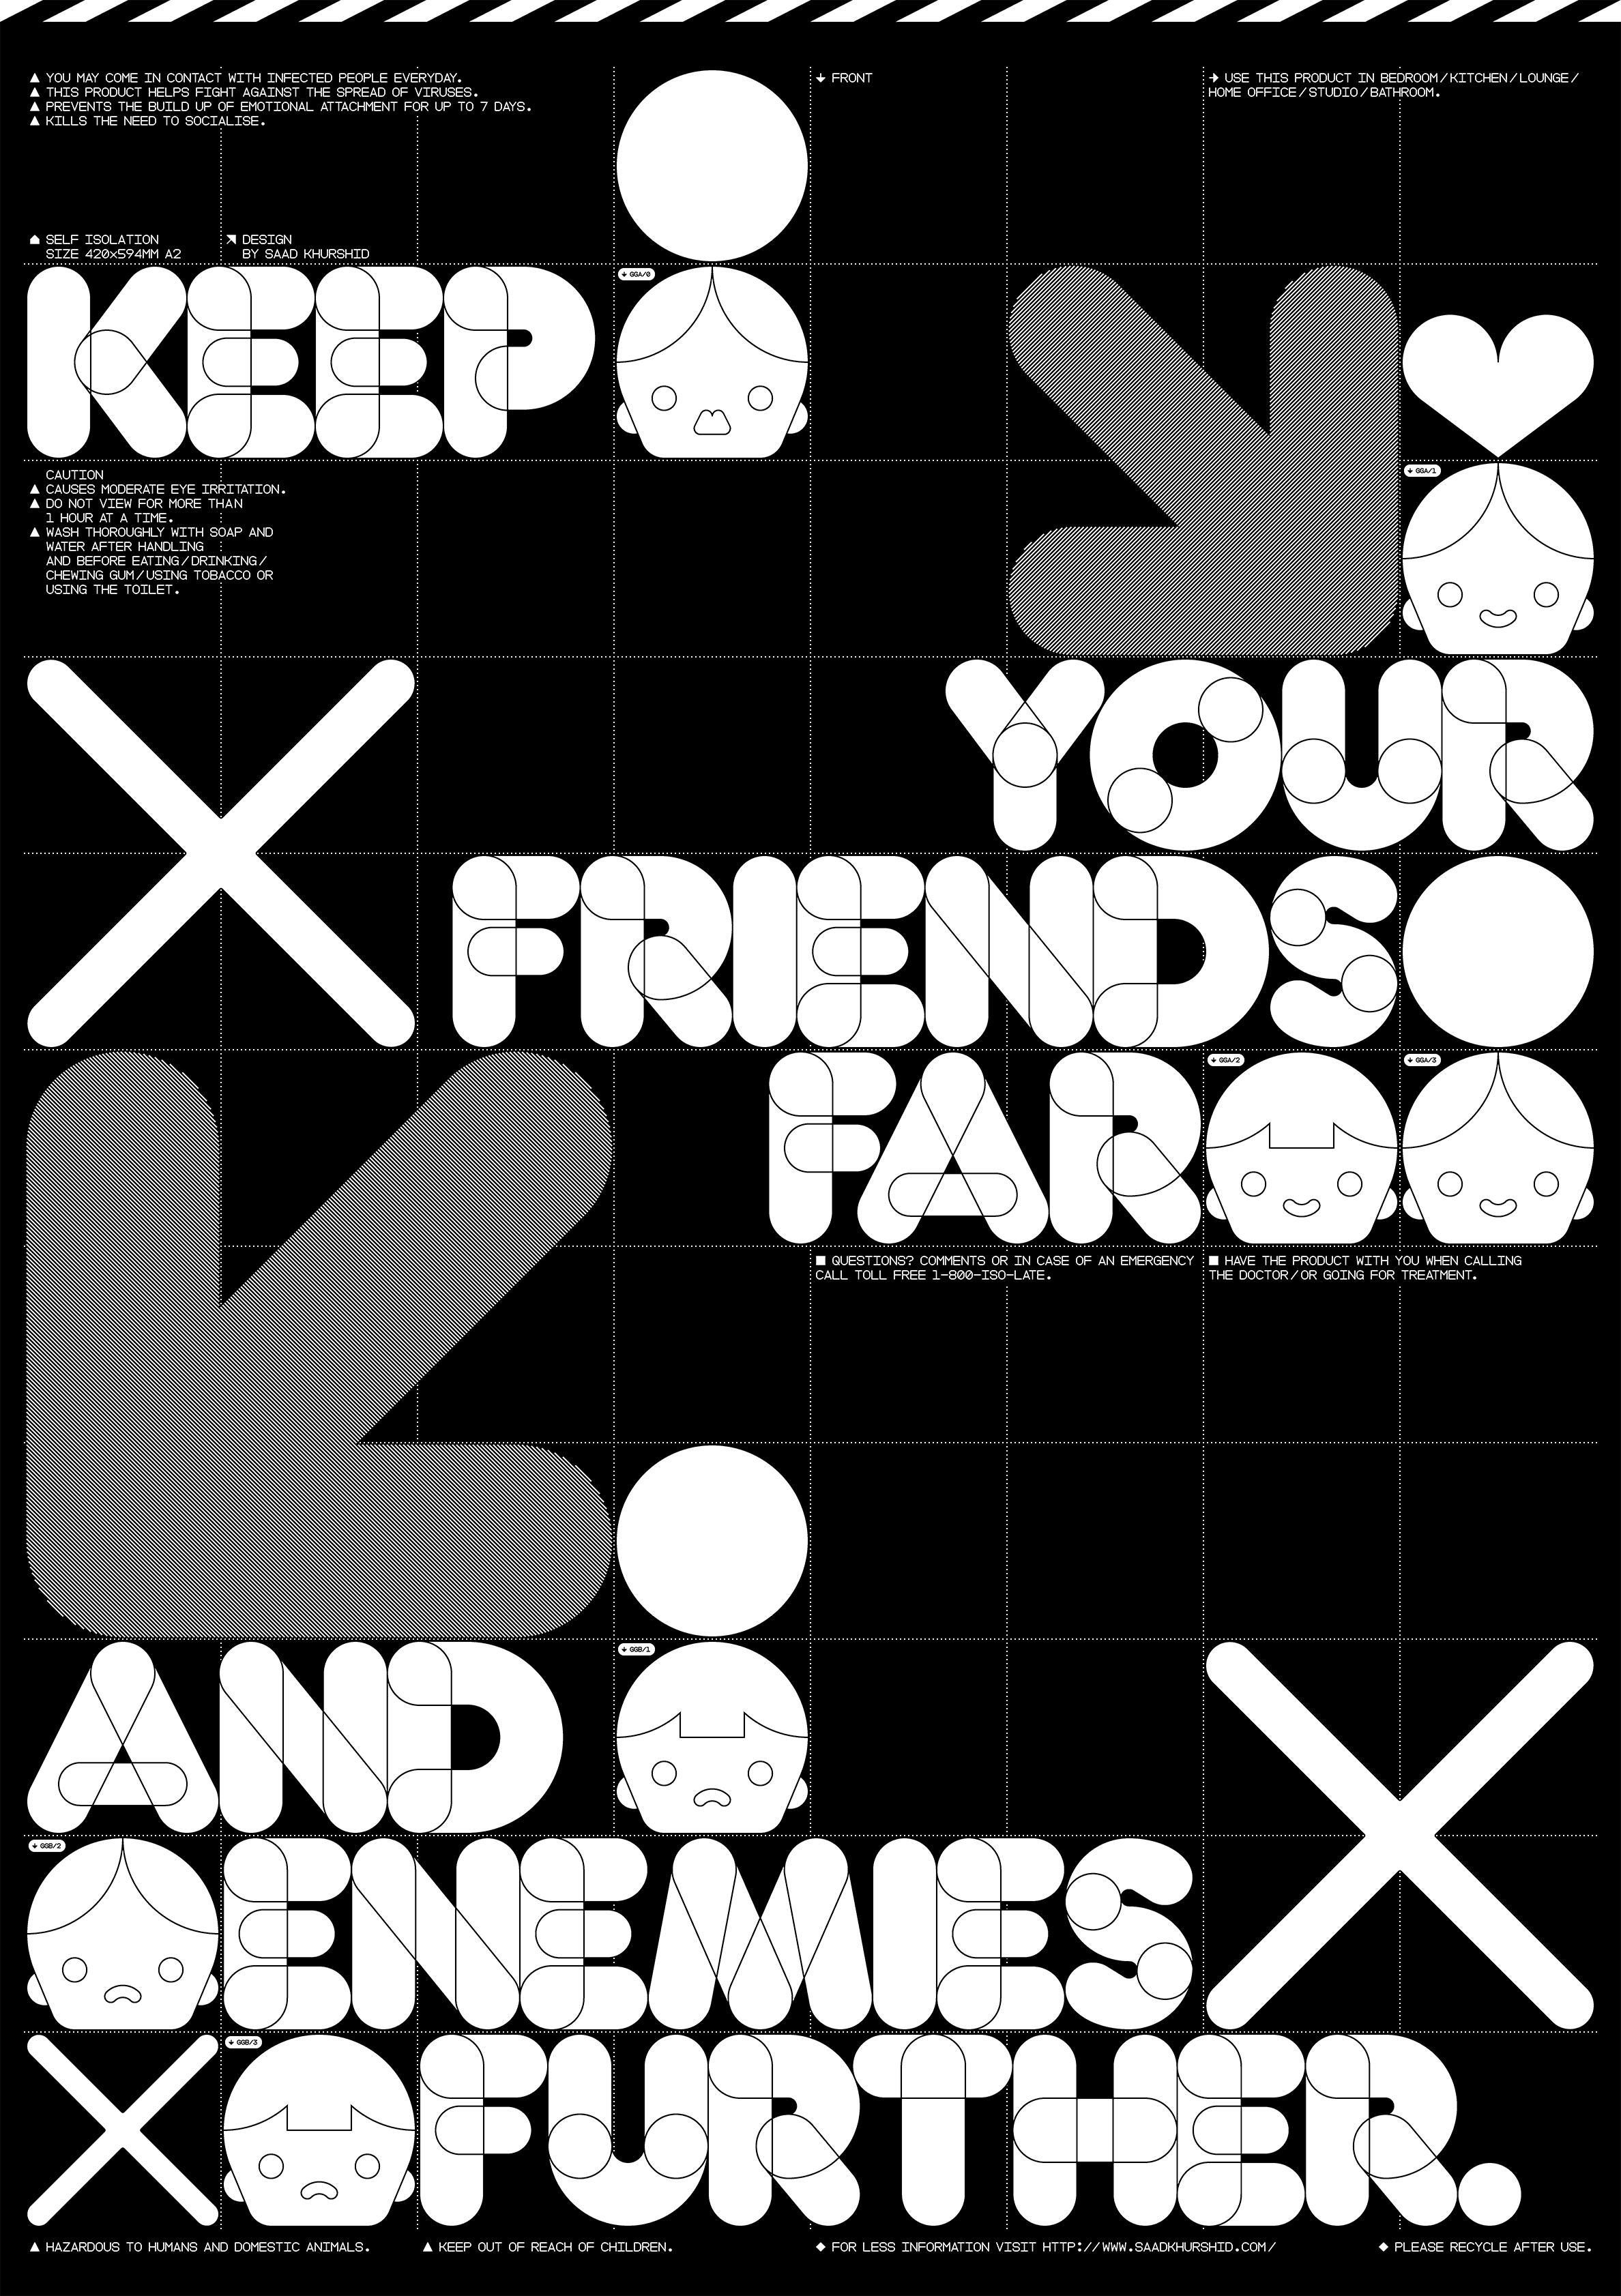 ▲ YOU MAY COME IN CONTACT WITH INFECTED PEOPLE EVERYDAY.
▲ THIS PRODUCT HELPS FIGHT AGAINST THE SPREAD OF VIRUSES.
▲ PREVENTS THE BUILD UP OF EMOTIONAL ATTACHMENT FOR UP TO 7 DAYS.
▲ KILLS THE NEED TO SOCIALISE.
↓ FRONT
→ USE THIS PRODUCT IN BEDROOM/KITCHEN/LOUNGE/
HOME OFFICE/STUDIO/BATHROOM.
SELF ISOLATION
SIZE 420x594MM A2
DESIGN
BY SAAD KHURSHID
KEEP
↓ GGA/0
CAUTION
▲ CAUSES MODERATE EYE IRRITATION.
▲ DO NOT VIEW FOR MORE THAN
1 HOUR AT A TIME.
▲ WASH THOROUGHLY WITH SOAP AND
WATER AFTER HANDLING
AND BEFORE EATING/DRINKING/
CHEWING GUM/USING TOBACCO OR
USING THE TOILET.
↓ GGA/1
YOUR
FRIENDS
FAR
↓ GGA/2
↓ GGA/3
■ QUESTIONS? COMMENTS OR IN CASE OF AN EMERGENCY
CALL TOLL FREE 1-800-ISO-LATE.
■ HAVE THE PRODUCT WITH YOU WHEN CALLING
THE DOCTOR/OR GOING FOR TREATMENT.
AND
↓ GGB/1
↓ GGB/2
ENEMIES
↓ GGB/3
FURTHER.
▲ HAZARDOUS TO HUMANS AND DOMESTIC ANIMALS.
▲ KEEP OUT OF REACH OF CHILDREN.
◆ FOR LESS INFORMATION VISIT HTTP://WWW.SAADKHURSHID.COM/
◆ PLEASE RECYCLE AFTER USE.